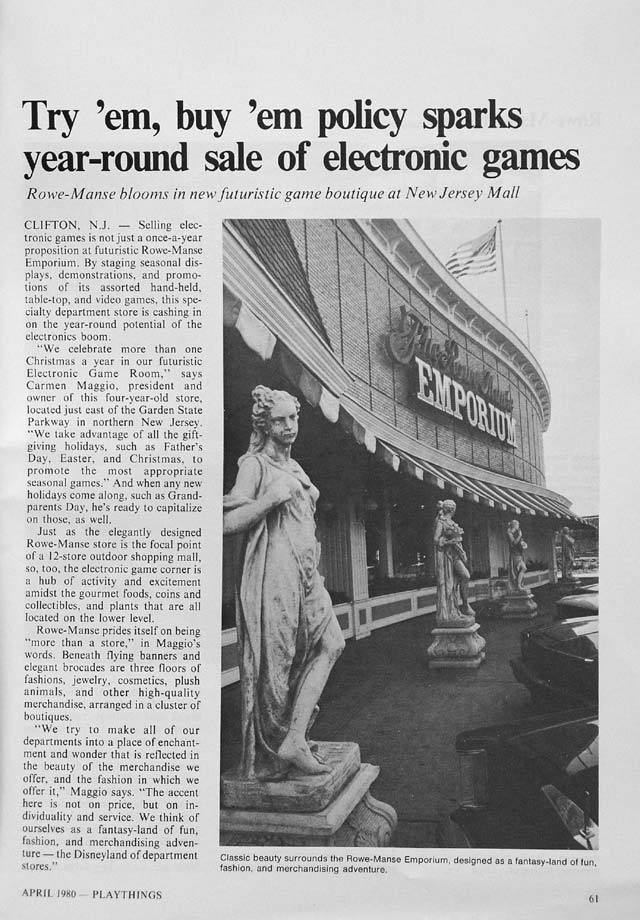 Try 'em, buy 'em policy sparks
year-round sale of electronic games
Rowe-Manse blooms in new futuristic game boutique at New Jersey Mall
CLIFTON, N.J. — Selling elec-
tronic games is not just a once-a-year
proposition at futuristic Rowe-Manse
Emporium. By staging seasonal dis-
plays, demonstrations, and promo-
tions of its assorted hand-held,
table-top, and video games, this spe-
cialty department store is cashing in
on the year-round potential of the
electronics boom.
"We celebrate more than one
Christmas a year in our futuristic
Electronic Game Room," says
Carmen Maggio, president and
owner of this four-year-old store,
located just east of the Garden State
Parkway in northern New Jersey.
"We take advantage of all the gift-
giving holidays, such as Father's
Day, Easter, and Christmas, to
promote the most appropriate
seasonal games." And when any new
holidays come along, such as Grand-
parents Day, he's ready to capitalize
on those, as well.
Just as the elegantly designed
Rowe-Manse store is the focal point
of a 12-store outdoor shopping mall,
so, too, the electronic game corner is
a hub of activity and excitement
amidst the gourmet foods, coins and
collectibles, and plants that are all
located on the lower level.
Rowe-Manse prides itself on being
"more than a store," in Maggio's
words. Beneath flying banners and
elegant brocades are three floors of
fashions, jewelry, cosmetics, plush
animals, and other high-quality
merchandise, arranged in a cluster of
boutiques.
"We try to make all of our
departments into a place of enchant-
ment and wonder that is reflected in
the beauty of the merchandise we
offer, and the fashion in which we
offer it," Maggio says. "The accent
here is not on price, but on in-
dividuality and service. We think of
ourselves as a fantasy-land of fun,
fashion, and merchandising adven-
ture — the Disneyland of department
stores."
EMPORIUM
Classic beauty surrounds the Rowe-Manse Emporium, designed as a fantasy-land of fun,
fashion, and merchandising adventure.
APRIL 1980 — PLAYTHINGS
61